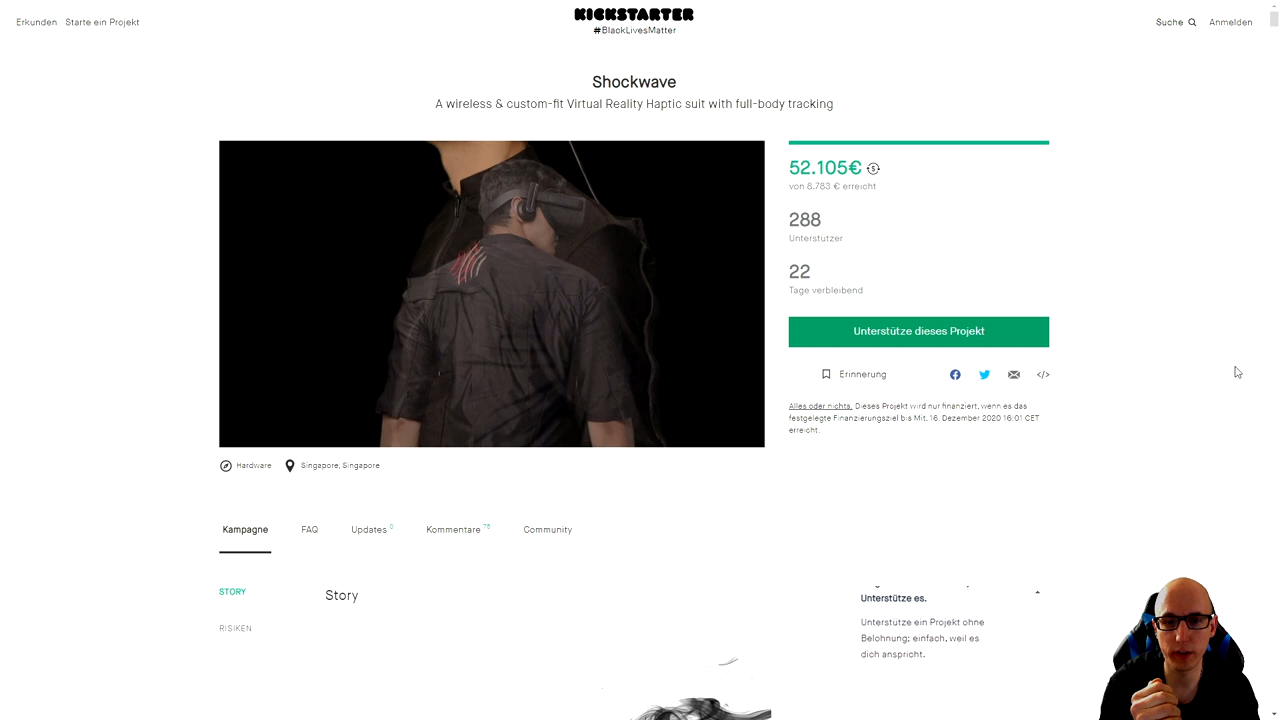 Erkunden Starte ein Projekt
KICKSTARTER
#BlackLivesMatter
Suche Anmelden
Shockwave
A wireless & custom-fit Virtual Reality Haptic suit with full-body tracking
52.105€
von 8.783 € erreicht
288
Unterstützer
22
Tage verbleibend
Unterstütze dieses Projekt
Erinnerung </>
Alles oder nichts. Dieses Projekt wird nur finanziert, wenn es das
festgelegte Finanzierungsziel bis Mit, 16. Dezember 2020 16:01 CET
erreicht.
Hardware Singapore, Singapore
Kampagne FAQ Updates 0 Kommentare 78 Community
STORY
RISIKEN
Story
Unterstütze es.
Unterstütze ein Projekt ohne
Belohnung; einfach, weil es
dich anspricht.